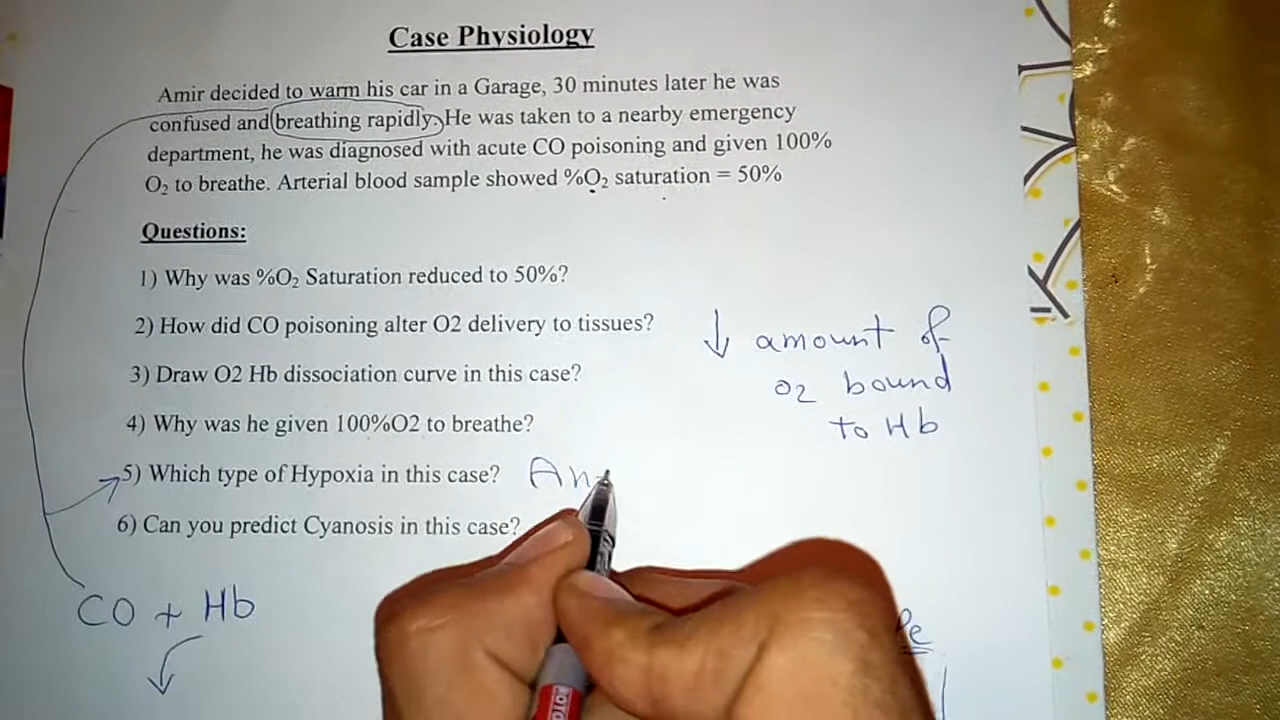 Case Physiology
Amir decided to warm his car in a Garage, 30 minutes later he was
confused and breathing rapidly. He was taken to a nearby emergency
department, he was diagnosed with acute CO poisoning and given 100%
O₂ to breathe. Arterial blood sample showed %O₂ saturation = 50%
Questions:
1) Why was %O₂ Saturation reduced to 50%?
2) How did CO poisoning alter O2 delivery to tissues?
3) Draw O2 Hb dissociation curve in this case?
4) Why was he given 100%O2 to breathe?
5) Which type of Hypoxia in this case? An
6) Can you predict Cyanosis in this case?
↓ amount of
O2 bound
to Hb
CO + Hb